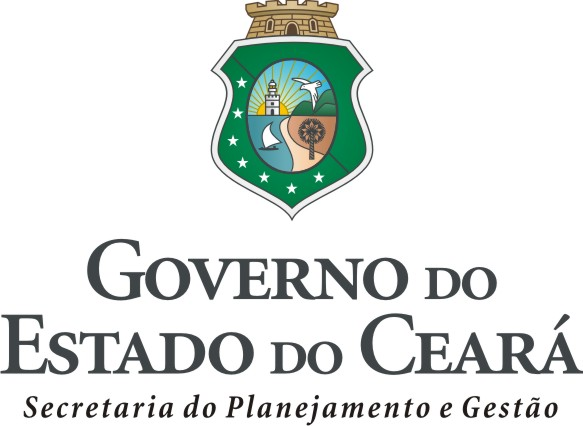 GOVERNO DO
ESTADO DO CEARÁ
Secretaria do Planejamento e Gestão